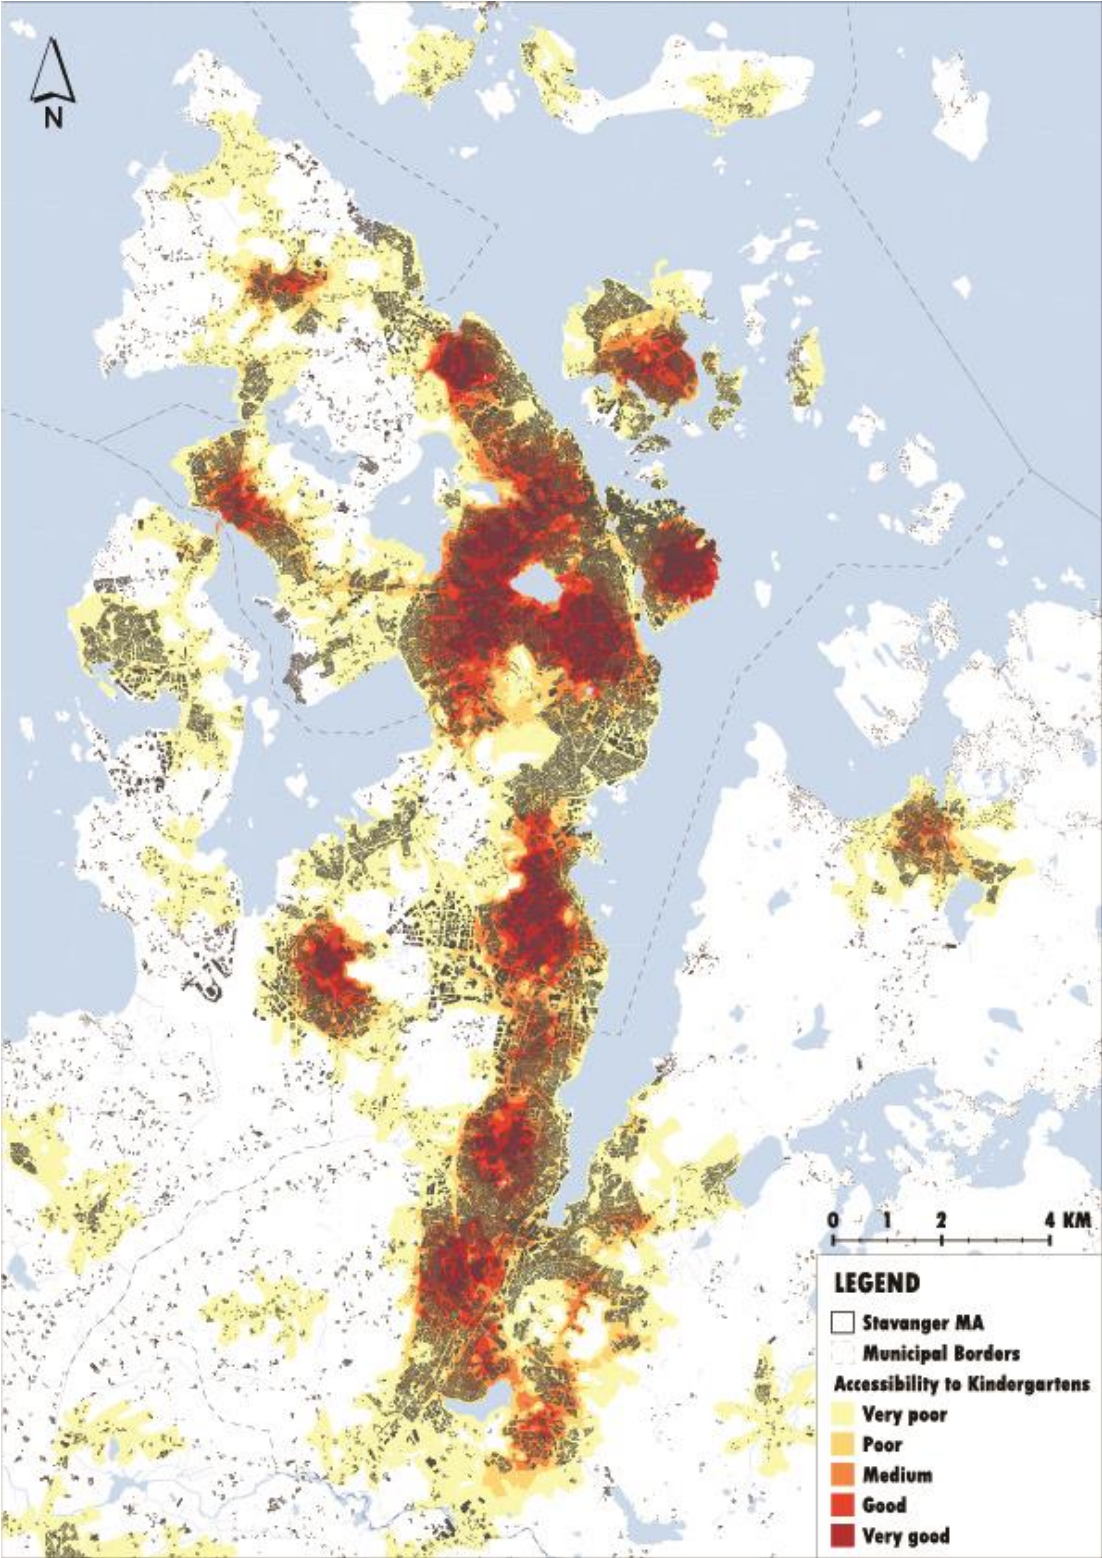 N
0 1 2 4 KM
LEGEND
Stavanger MA
Municipal Borders
Accessibility to Kindergartens
Very poor
Poor
Medium
Good
Very good